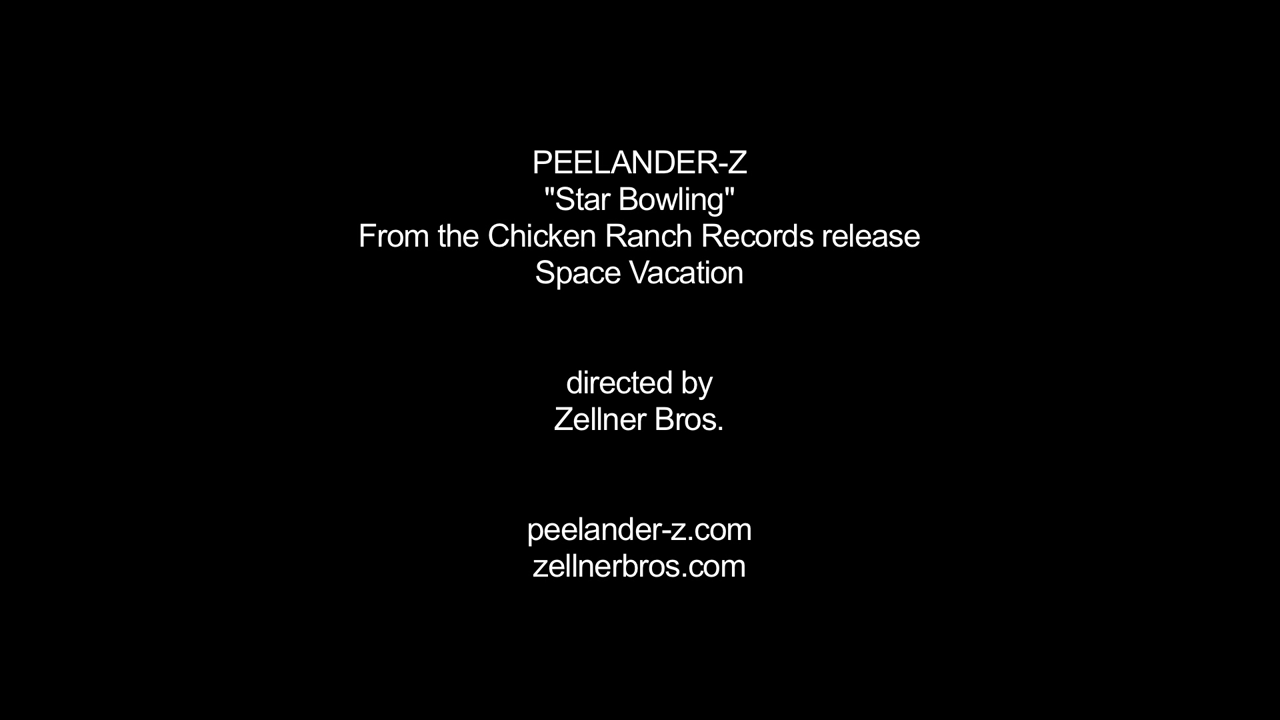 PEELANDER-Z
"Star Bowling"
From the Chicken Ranch Records release
Space Vacation
directed by
Zellner Bros.
peelander-z.com
zellnerbros.com